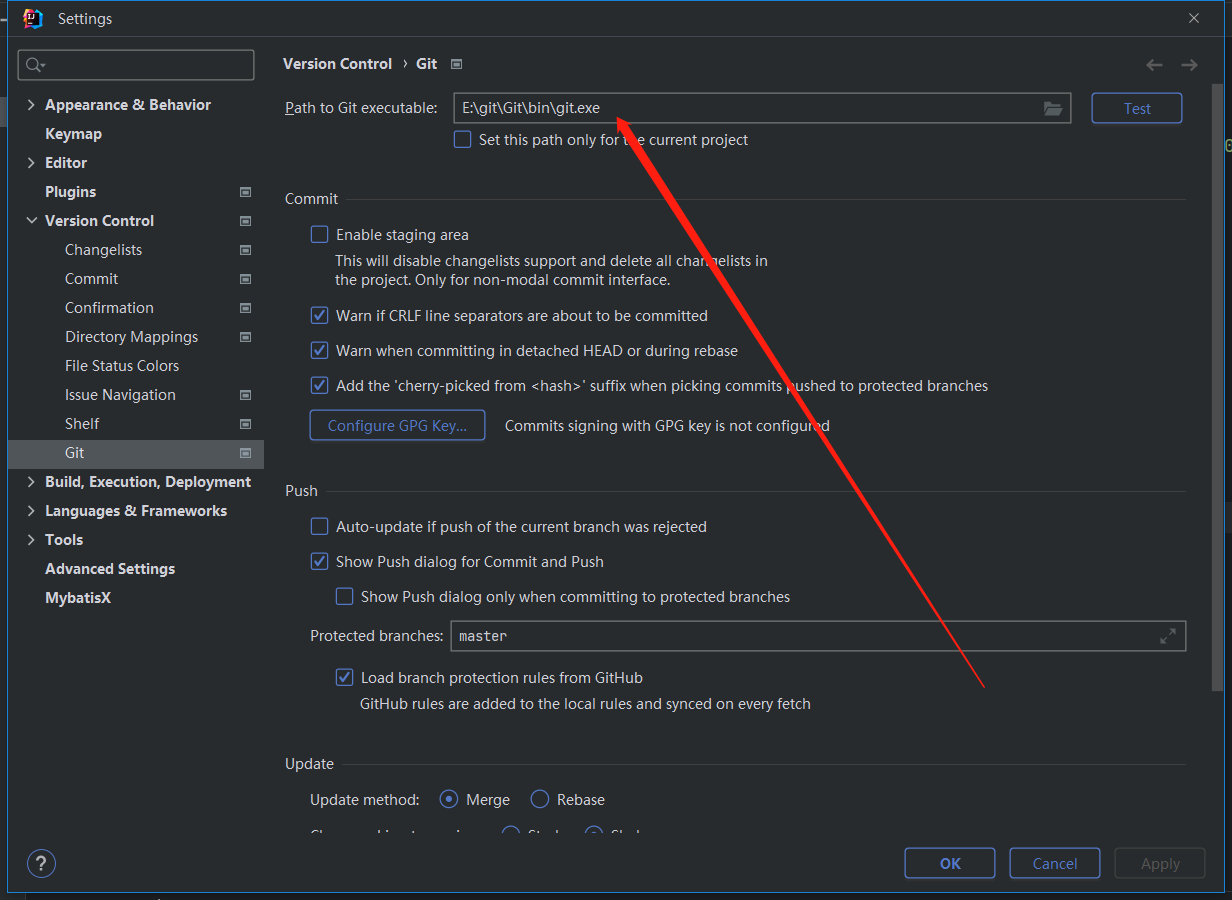 Settings
Version Control › Git
Appearance & Behavior
Keymap
Editor
Plugins
Version Control
Changelists
Commit
Confirmation
Directory Mappings
File Status Colors
Issue Navigation
Shelf
Git
Build, Execution, Deployment
Languages & Frameworks
Tools
Advanced Settings
MybatisX
Path to Git executable: E:\git\Git\bin\git.exe Test
Set this path only for the current project
Commit
Enable staging area
This will disable changelists support and delete all changelists in
the project. Only for non-modal commit interface.
Warn if CRLF line separators are about to be committed
Warn when committing in detached HEAD or during rebase
Add the 'cherry-picked from <hash>' suffix when picking commits pushed to protected branches
Configure GPG Key... Commits signing with GPG key is not configured
Push
Auto-update if push of the current branch was rejected
Show Push dialog for Commit and Push
Show Push dialog only when committing to protected branches
Protected branches: master
Load branch protection rules from GitHub
GitHub rules are added to the local rules and synced on every fetch
Update
Update method: Merge Rebase
? OK Cancel Apply